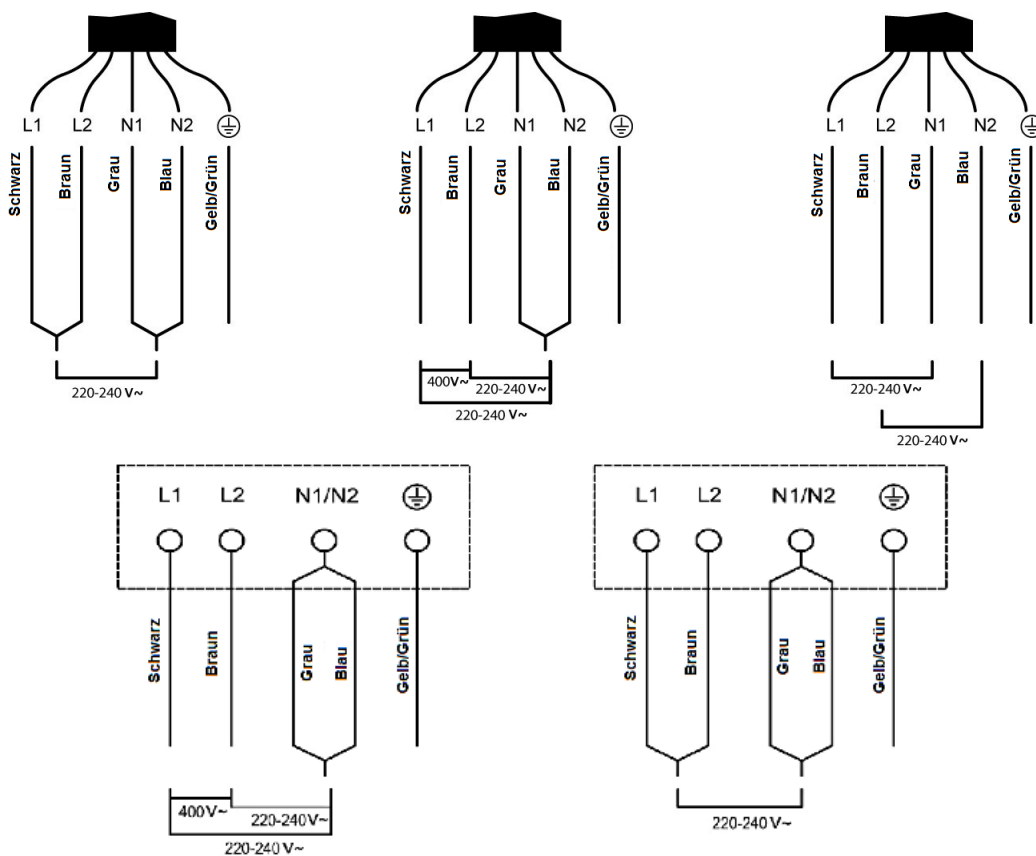 L1 L2 N1 N2
Schwarz
Braun
Grau
Blau
Gelb/Grün
220-240 V~
L1 L2 N1 N2
Schwarz
Braun
Grau
Blau
Gelb/Grün
400V~
220-240 V~
220-240 V~
L1 L2 N1 N2
Schwarz
Braun
Grau
Blau
Gelb/Grün
220-240 V~
220-240 V~
L1 L2 N1/N2
Schwarz
Braun
Grau
Blau
Gelb/Grün
400V~
220-240V~
220-240 V~
L1 L2 N1/N2
Schwarz
Braun
Grau
Blau
Gelb/Grün
220-240 V~